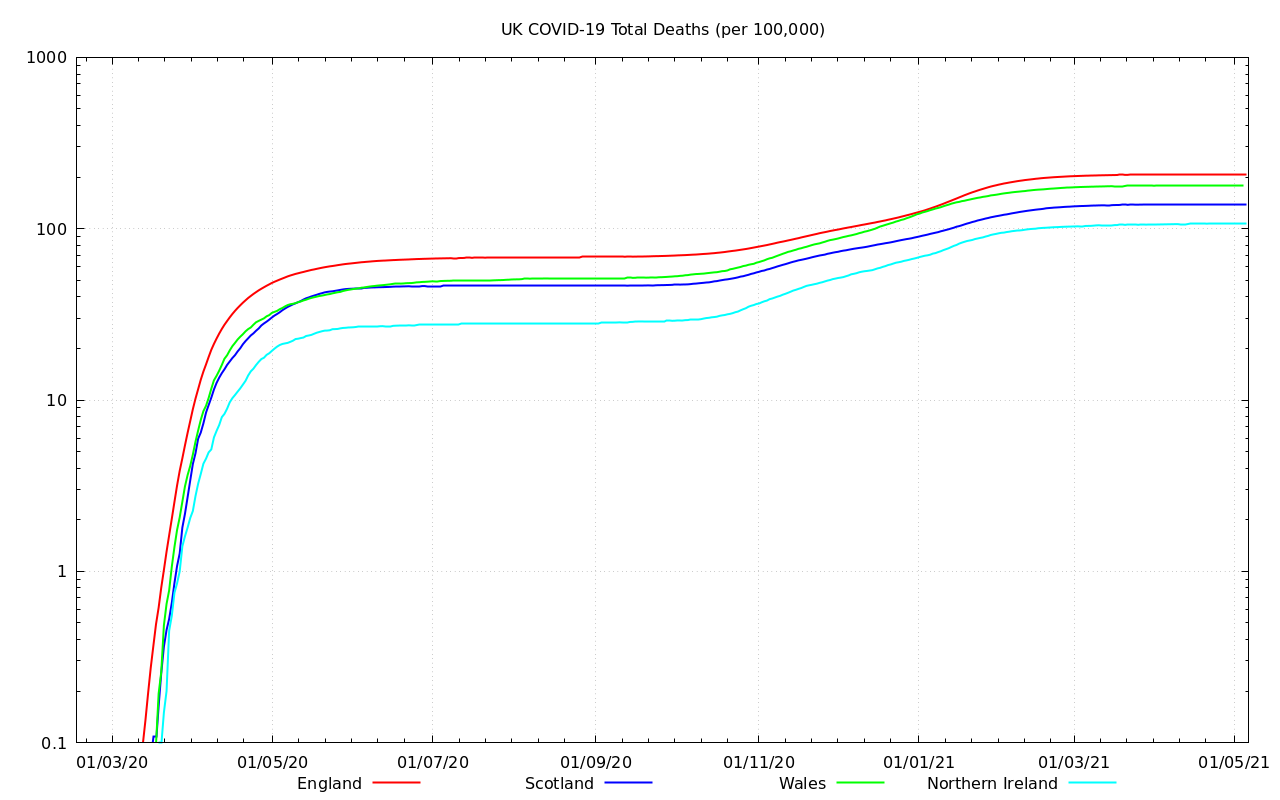 UK COVID-19 Total Deaths (per 100,000)
1000
100
10
1
0.1
01/03/20 01/05/20 01/07/20 01/09/20 01/11/20 01/01/21 01/03/21 01/05/21
England Scotland Wales Northern Ireland